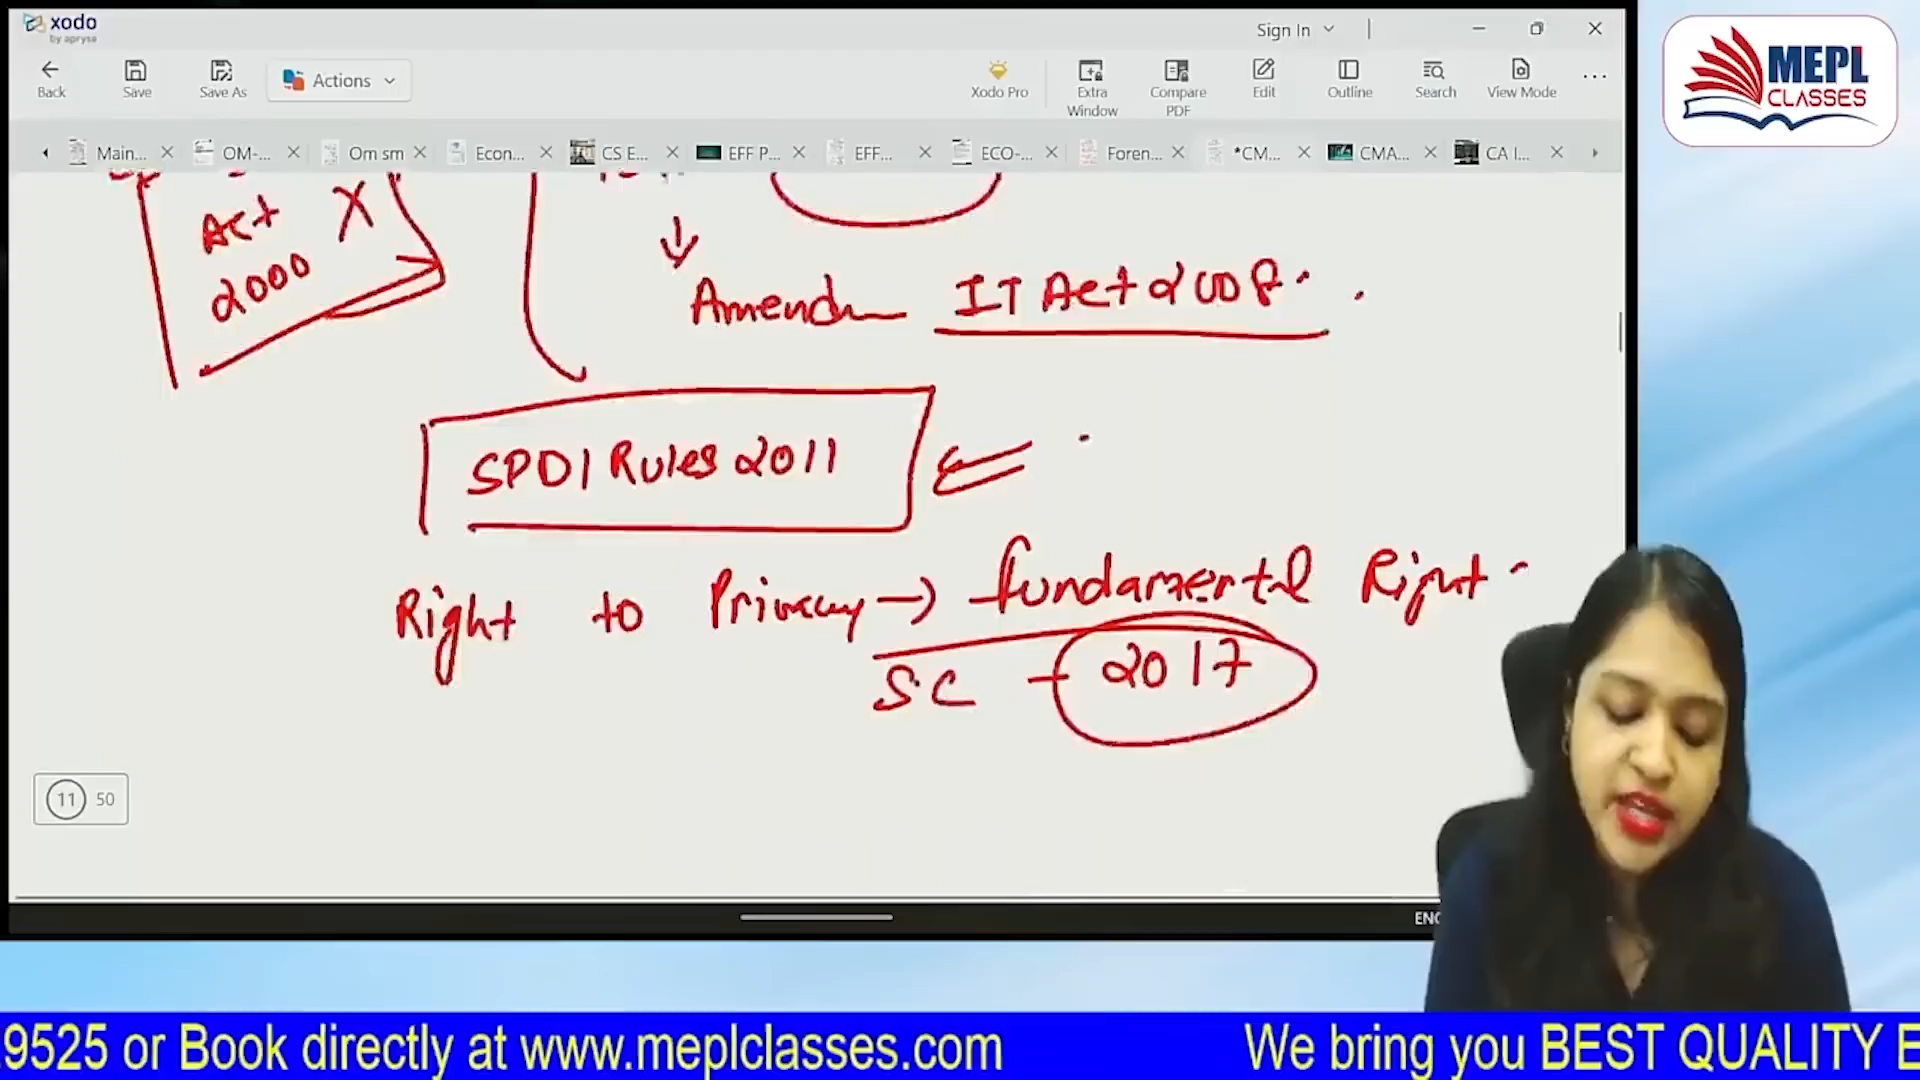 xodo
by apryse
Sign In
Back
Save
Save As
Actions
Xodo Pro
Extra Window
Compare PDF
Edit
Outline
Search
View Mode
Main...
OM-...
Om sm
Econ...
CS E...
EFF P...
EFF...
ECO-...
Foren...
*CM...
CMA...
CA I...
MEPL
CLASSES
Act X
2000
Amend IT Act 2008.
SPDI Rules 2011
Right to Privacy → fundamental Right
SC - 2017
11 50
ENG
9525 or Book directly at www.meplclasses.com
We bring you BEST QUALITY E